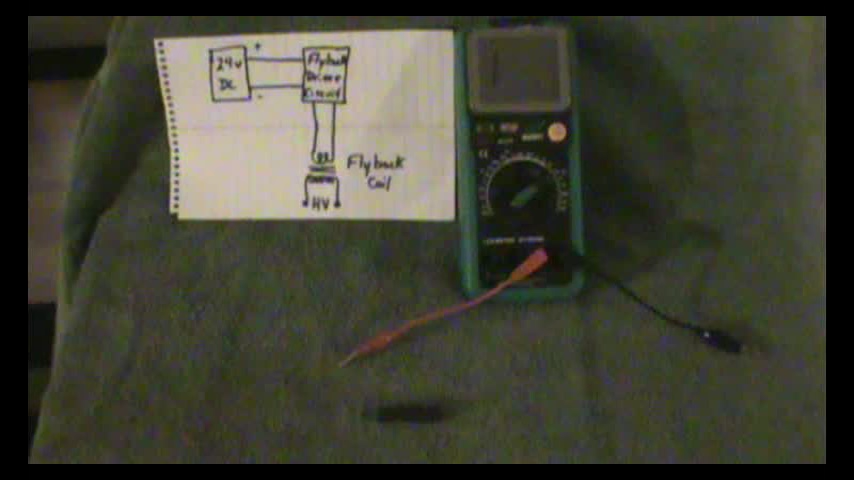 24v
DC
+
-
Flyback
Driver
Circuit
Flyback
Coil
HV